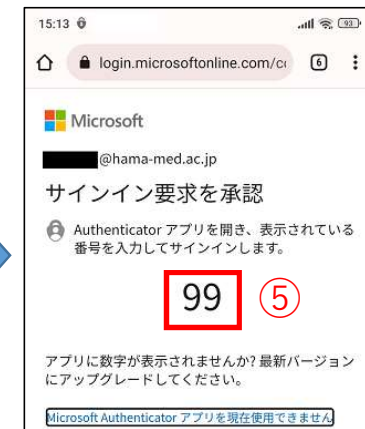 15:13
93
login.microsoftonline.com/co
6
Microsoft
@hama-med.ac.jp
サインイン要求を承認
Authenticator アプリを開き、表示されている
番号を入力してサインインします。
99
⑤
アプリに数字が表示されませんか? 最新バージョン
にアップグレードしてください。
Microsoft Authenticator アプリを現在使用できません